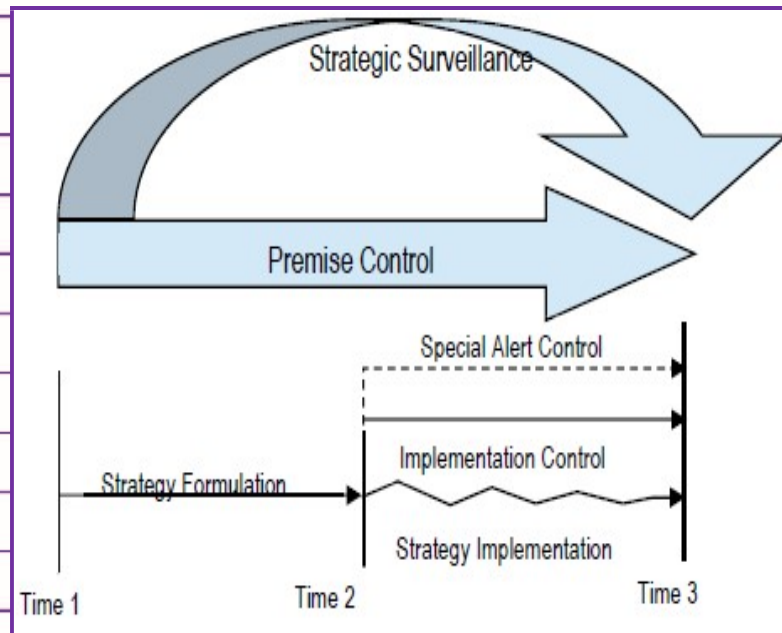 Strategic Surveillance
Premise Control
Special Alert Control
Implementation Control
Strategy Formulation
Strategy Implementation
Time 1
Time 2
Time 3